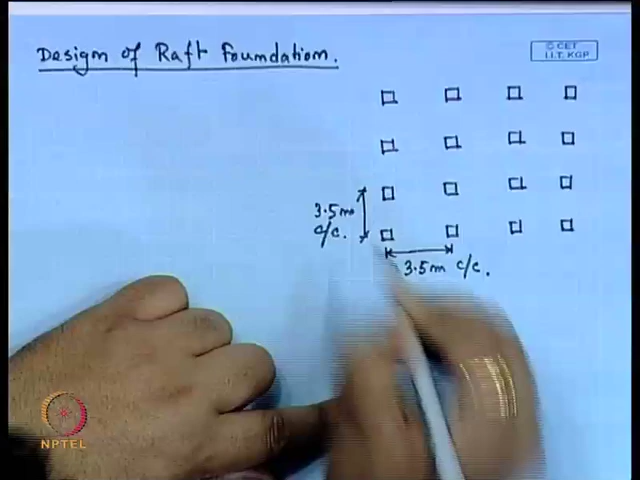 Design of Raft Foundation.
© CET
I.I.T. KGP
3.5m
c/c.
3.5m c/c.
NPTEL